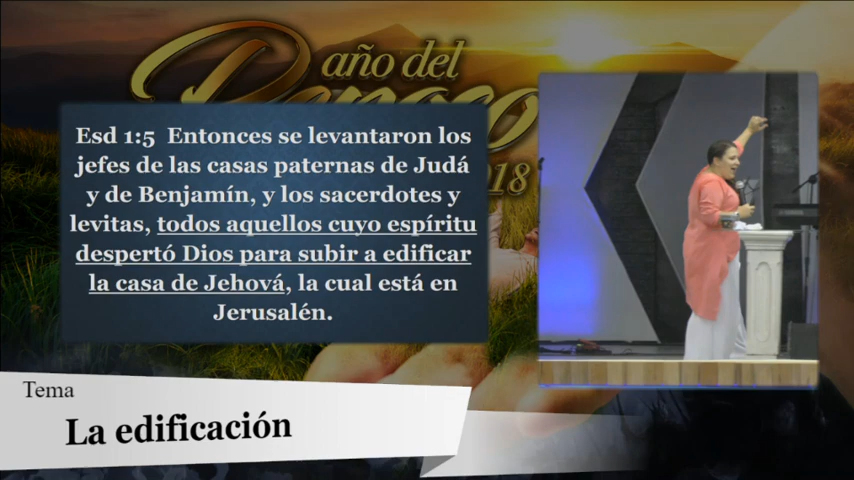 año del
2018
Esd 1:5 Entonces se levantaron los
jefes de las casas paternas de Judá
y de Benjamín, y los sacerdotes y
levitas, todos aquellos cuyo espíritu
despertó Dios para subir a edificar
la casa de Jehová, la cual está en
Jerusalén.
Tema
La edificación